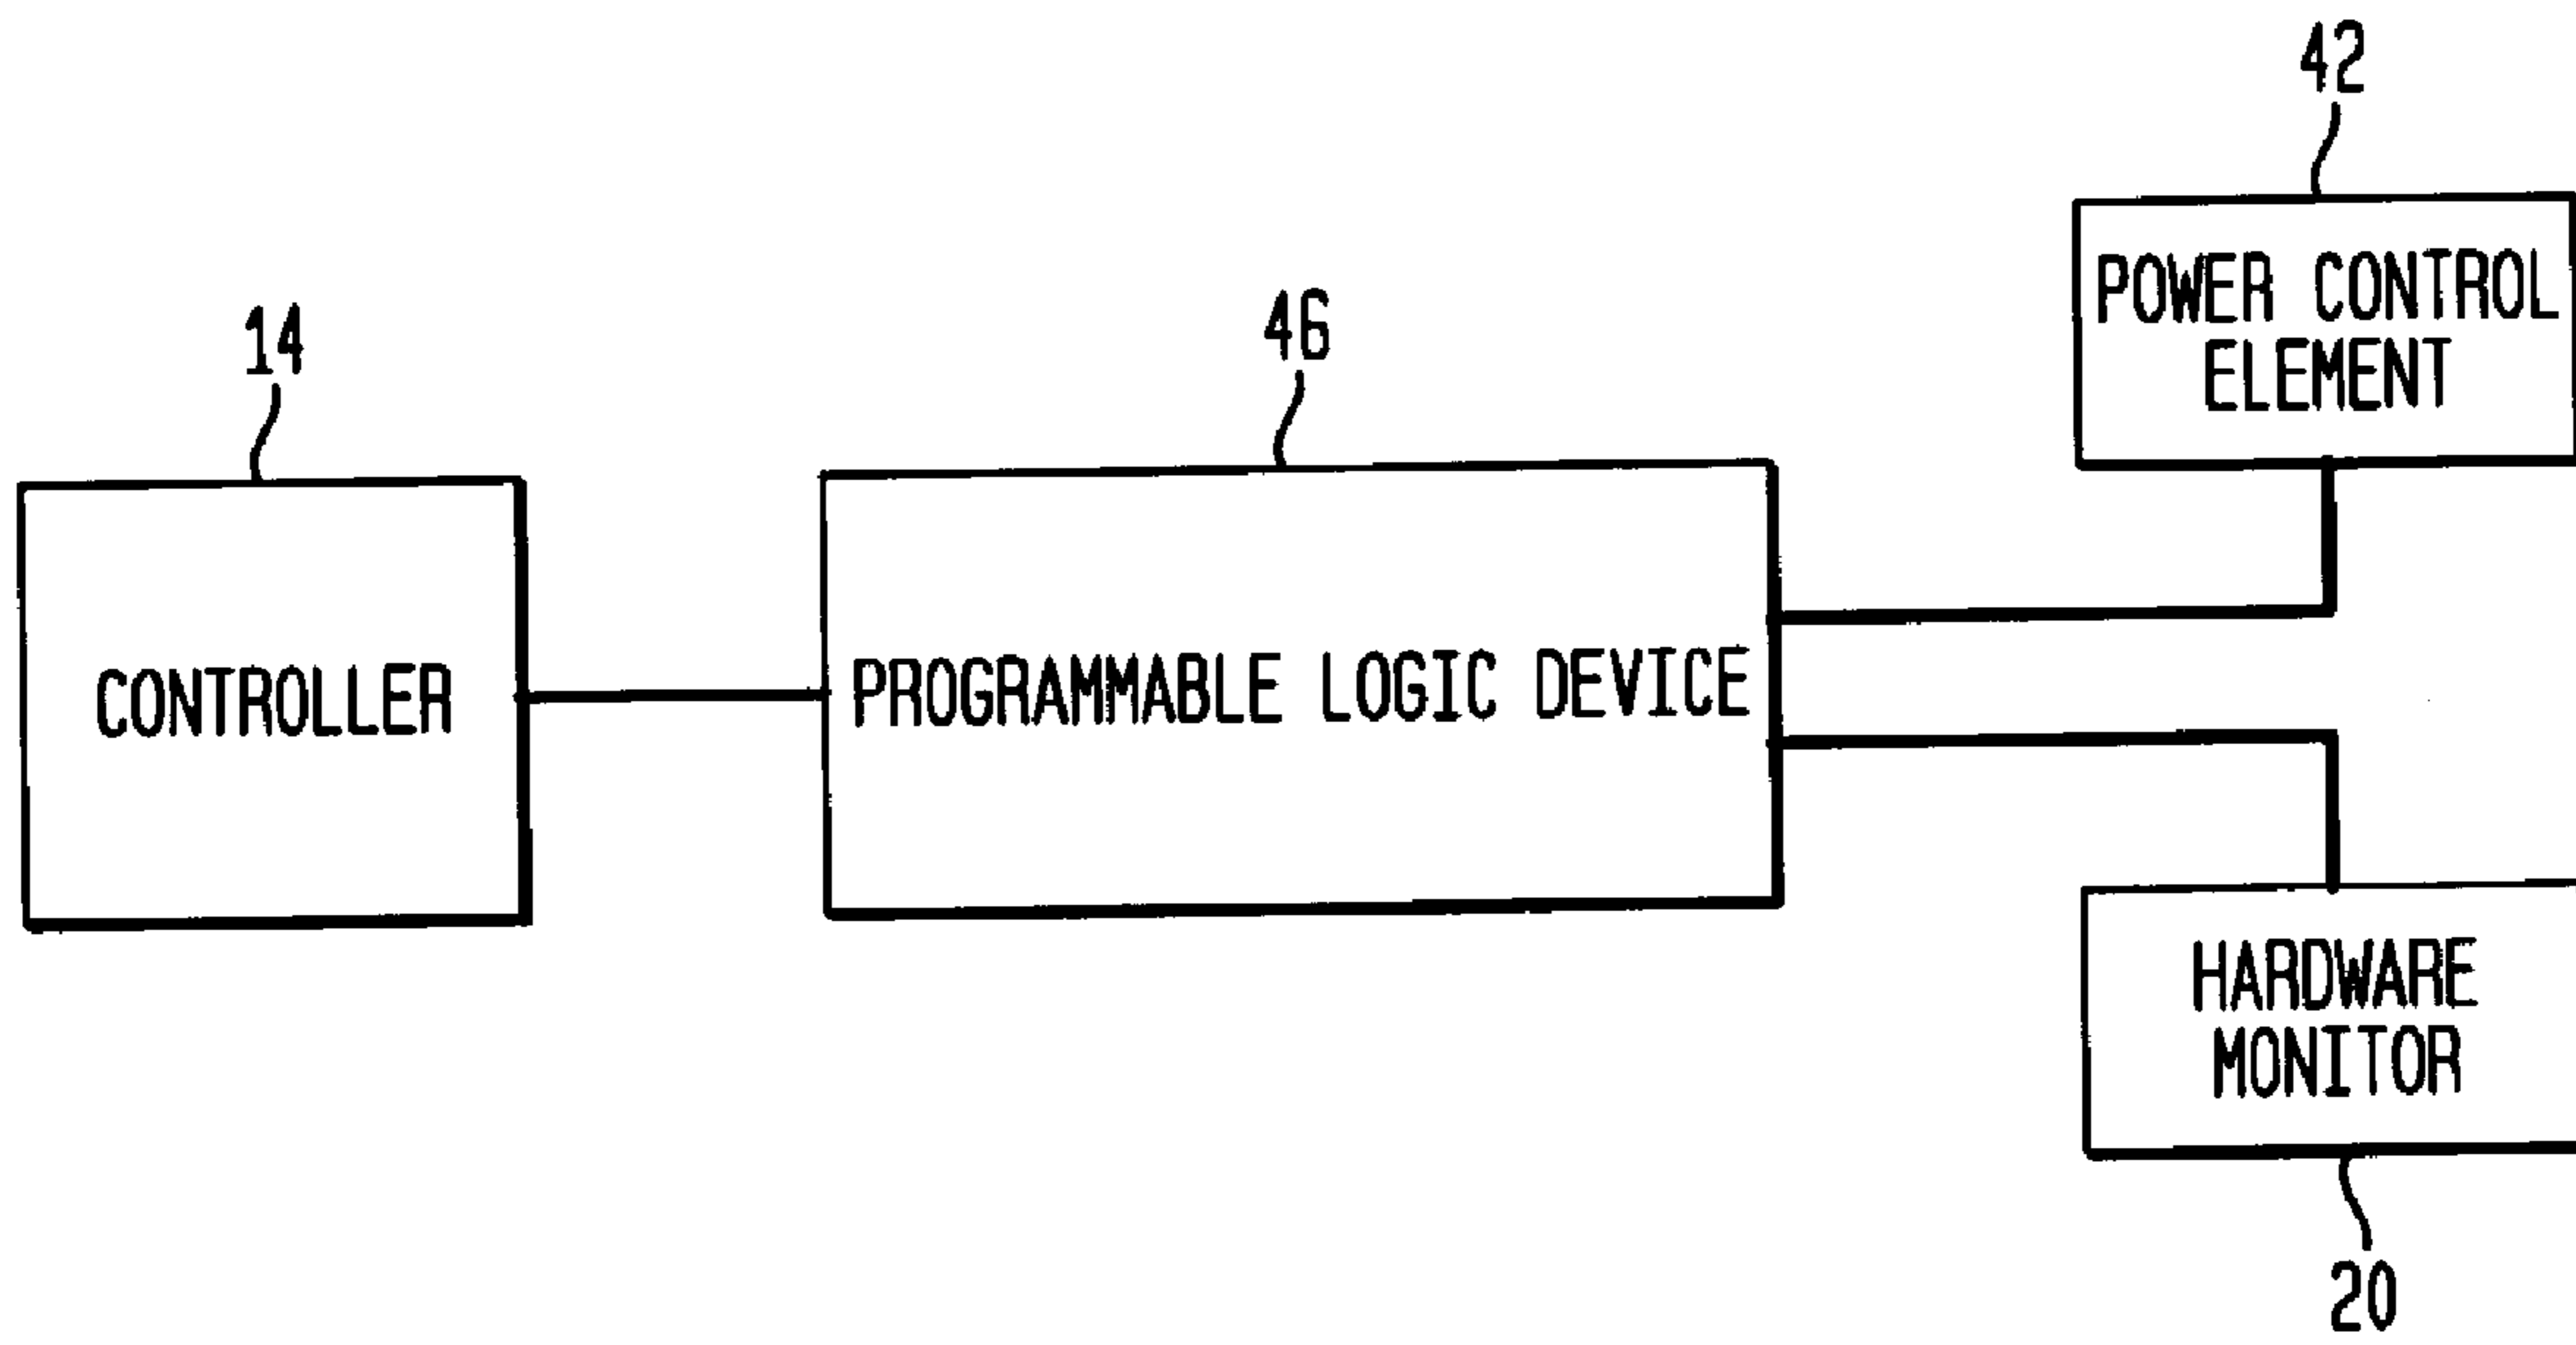 42
POWER CONTROL
ELEMENT
14
46
CONTROLLER
PROGRAMMABLE LOGIC DEVICE
HARDWARE
MONITOR
20